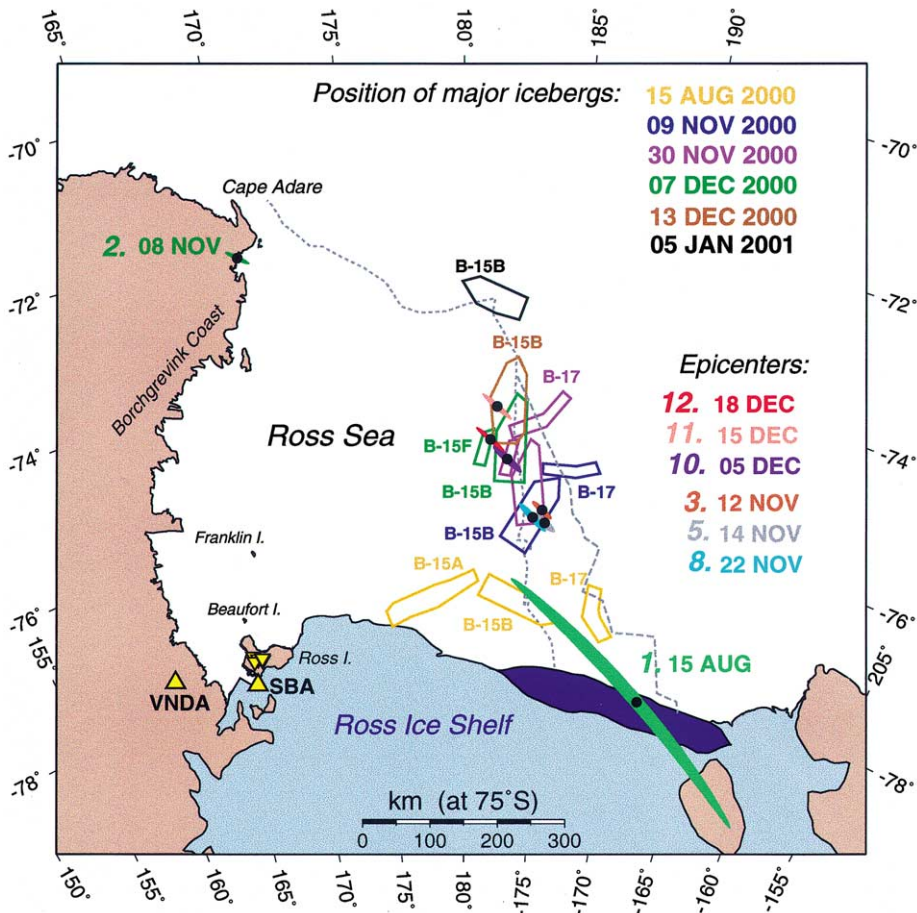 165° 170° 175° 180° 185° 190°
Position of major icebergs:
15 AUG 2000
09 NOV 2000
30 NOV 2000
07 DEC 2000
13 DEC 2000
05 JAN 2001
-70° -70°
Cape Adare
2. 08 NOV
B-15B
-72° -72°
Borchgrevink Coast
B-15B
B-17
Epicenters:
12. 18 DEC
11. 15 DEC
10. 05 DEC
3. 12 NOV
5. 14 NOV
8. 22 NOV
Ross Sea
B-15F
-74° -74°
B-15B
B-17
B-15B
Franklin I.
B-15A
B-17
Beaufort I.
B-15B
-76° -76°
155° 205°
Ross I.
1. 15 AUG
VNDA
SBA
Ross Ice Shelf
-78° -78°
km (at 75°S)
0 100 200 300
150° 155° 160° 165° 170° 175° 180° -175° -170° -165° -160° -155°